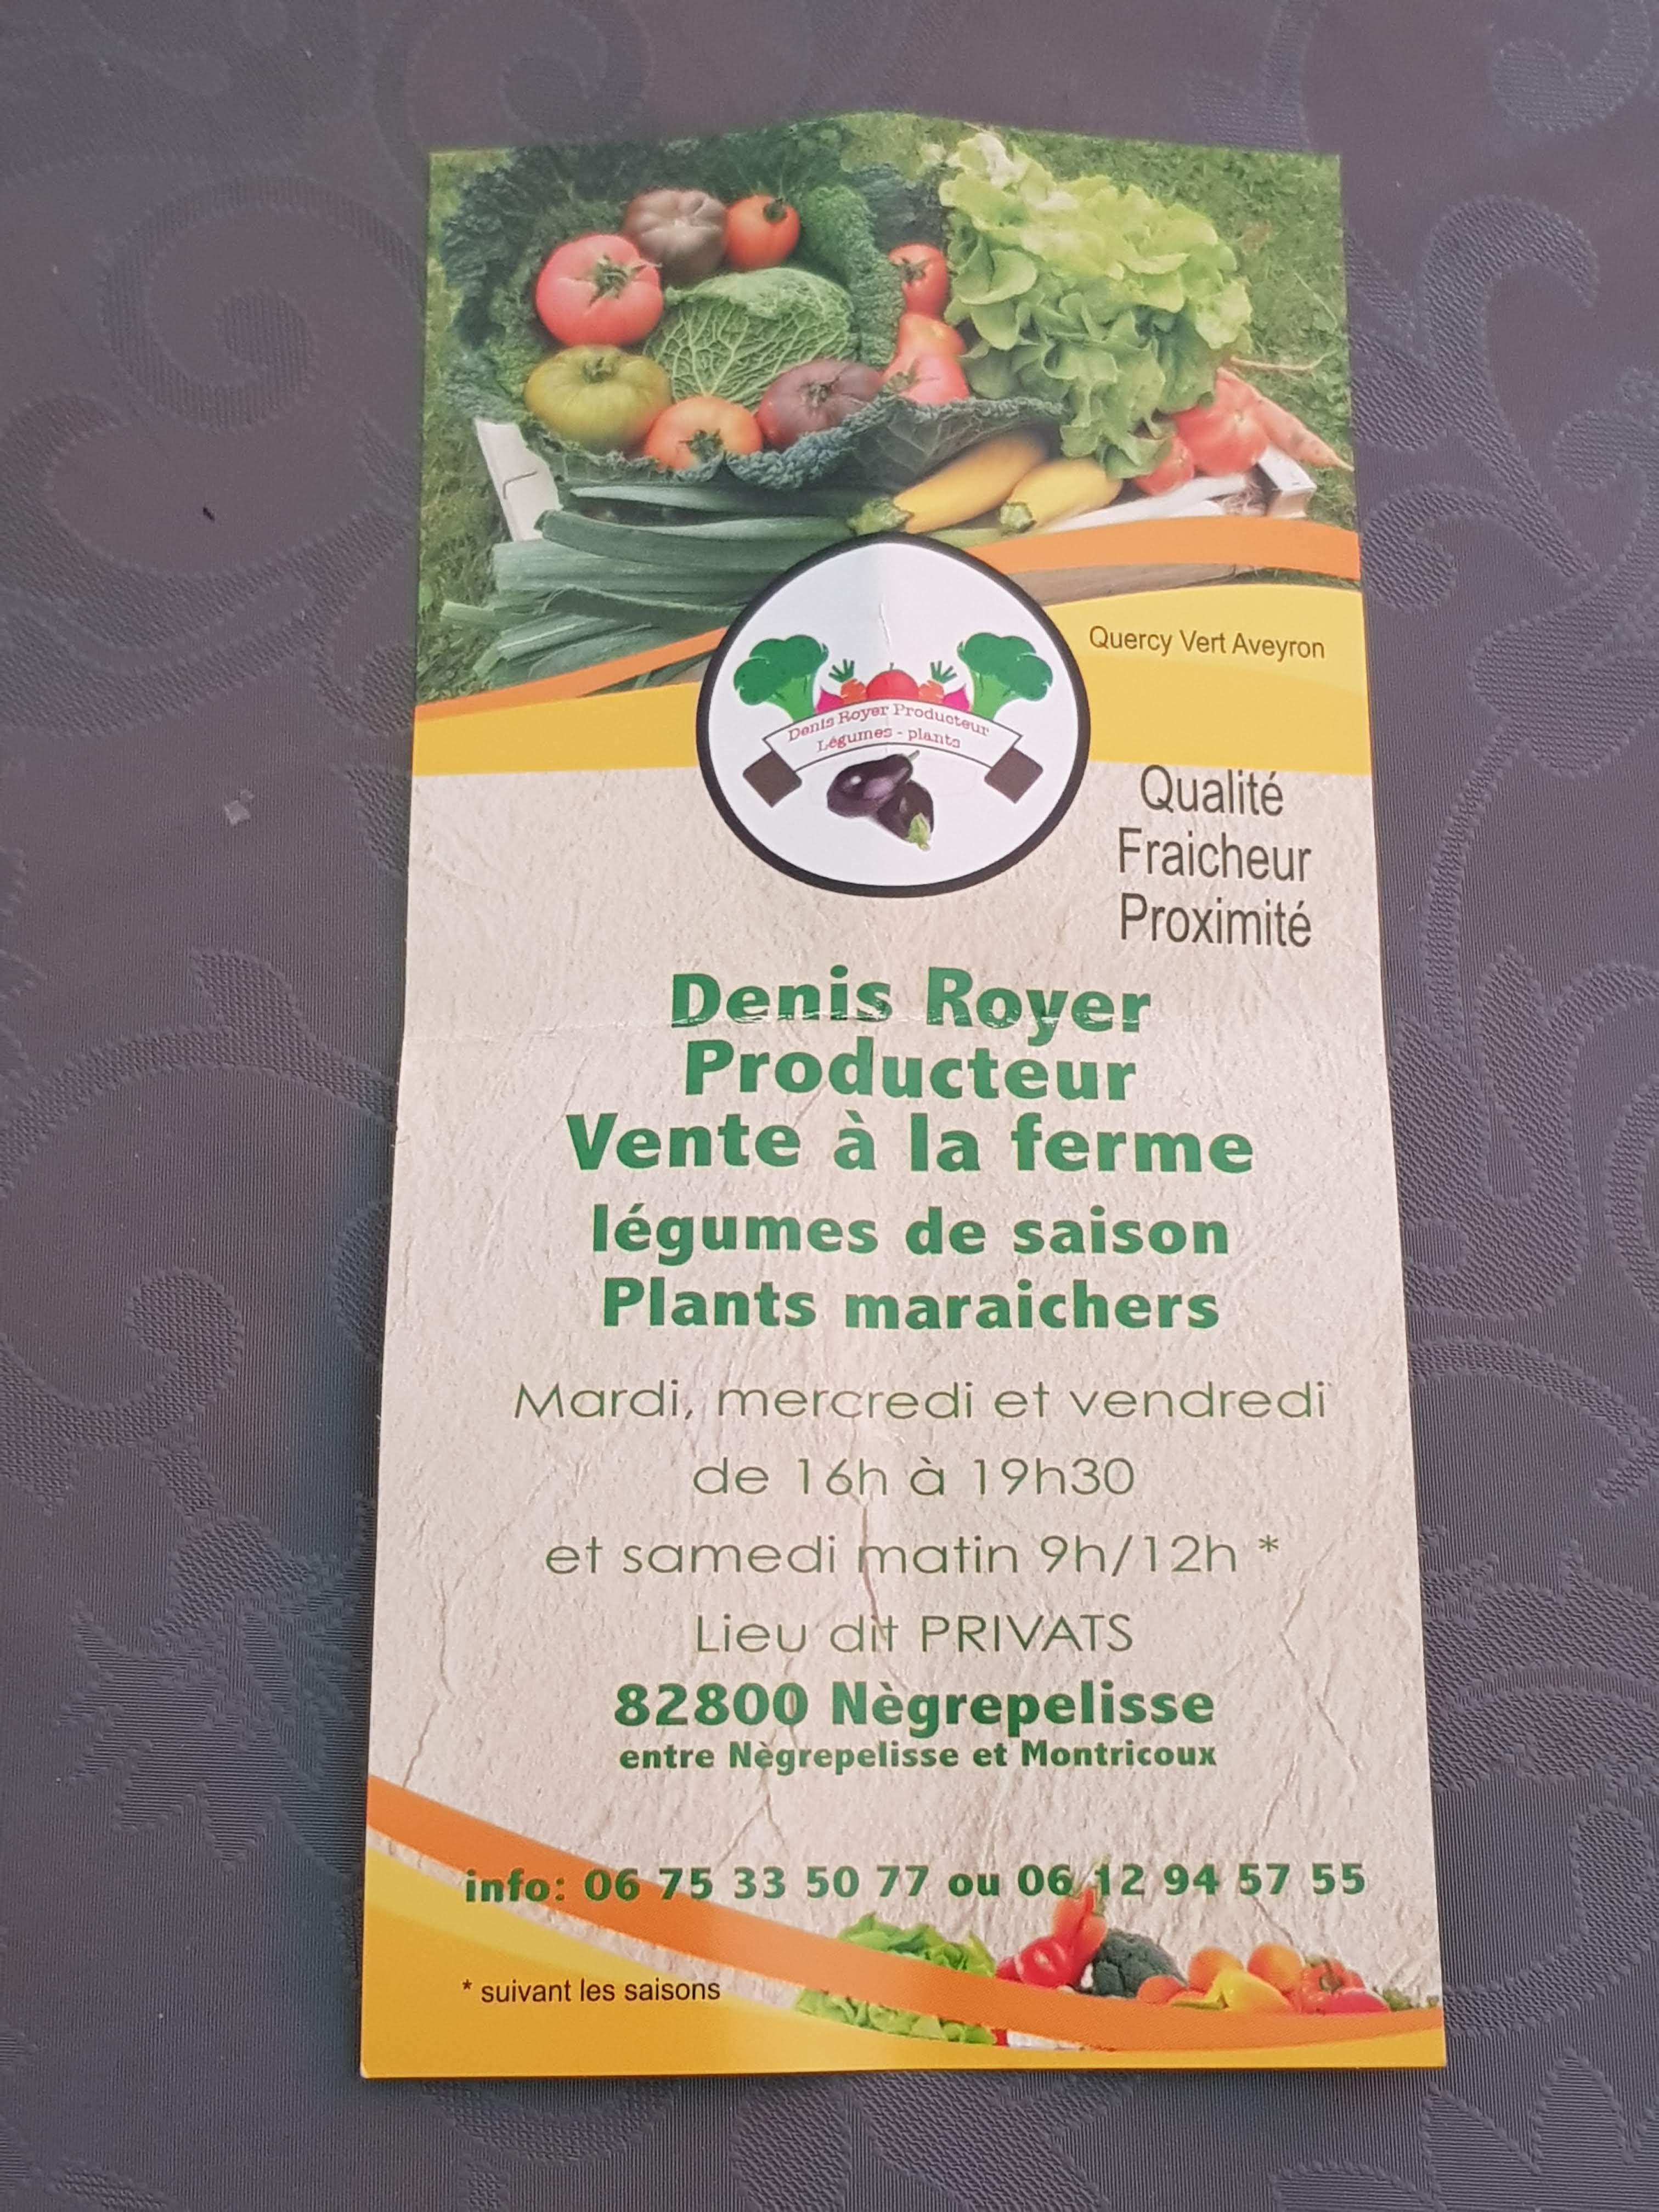 Quercy Vert Aveyron
Denis Royer Producteur
Légumes - plants
Qualité
Fraicheur
Proximité
Denis Royer
Producteur
Vente à la ferme
légumes de saison
Plants maraichers
Mardi, mercredi et vendredi
de 16h à 19h30
et samedi matin 9h/12h *
Lieu dit PRIVATS
82800 Nègrepelisse
entre Nègrepelisse et Montricoux
info: 06 75 33 50 77 ou 06 12 94 57 55
* suivant les saisons